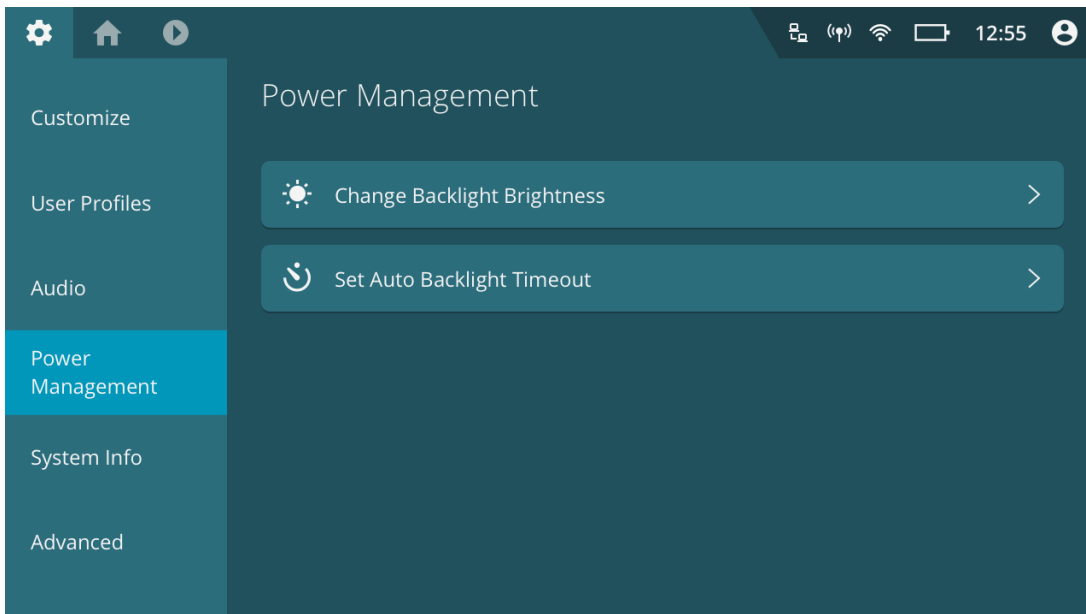 12:55
Customize
User Profiles
Audio
Power
Management
System Info
Advanced
Power Management
Change Backlight Brightness
Set Auto Backlight Timeout